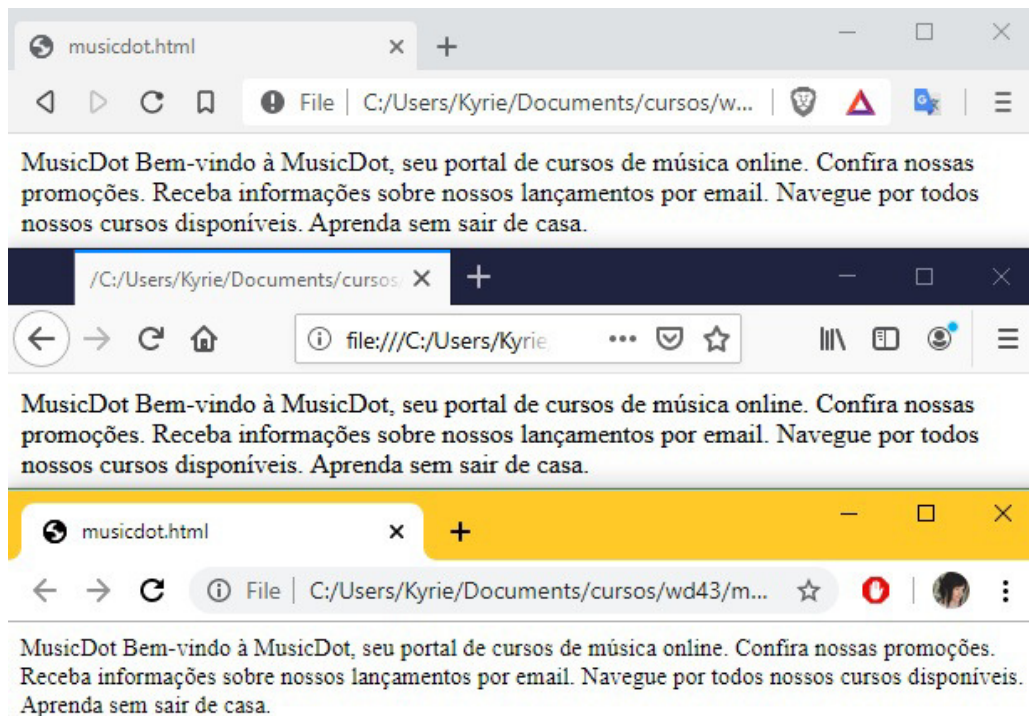 musicdot.html
File | C:/Users/Kyrie/Documents/cursos/w...
MusicDot Bem-vindo à MusicDot, seu portal de cursos de música online. Confira nossas
promoções. Receba informações sobre nossos lançamentos por email. Navegue por todos
nossos cursos disponíveis. Aprenda sem sair de casa.
/C:/Users/Kyrie/Documents/cursos/
file:///C:/Users/Kyrie/
MusicDot Bem-vindo à MusicDot, seu portal de cursos de música online. Confira nossas
promoções. Receba informações sobre nossos lançamentos por email. Navegue por todos
nossos cursos disponíveis. Aprenda sem sair de casa.
musicdot.html
File | C:/Users/Kyrie/Documents/cursos/wd43/m...
MusicDot Bem-vindo à MusicDot, seu portal de cursos de música online. Confira nossas promoções.
Receba informações sobre nossos lançamentos por email. Navegue por todos nossos cursos disponíveis.
Aprenda sem sair de casa.